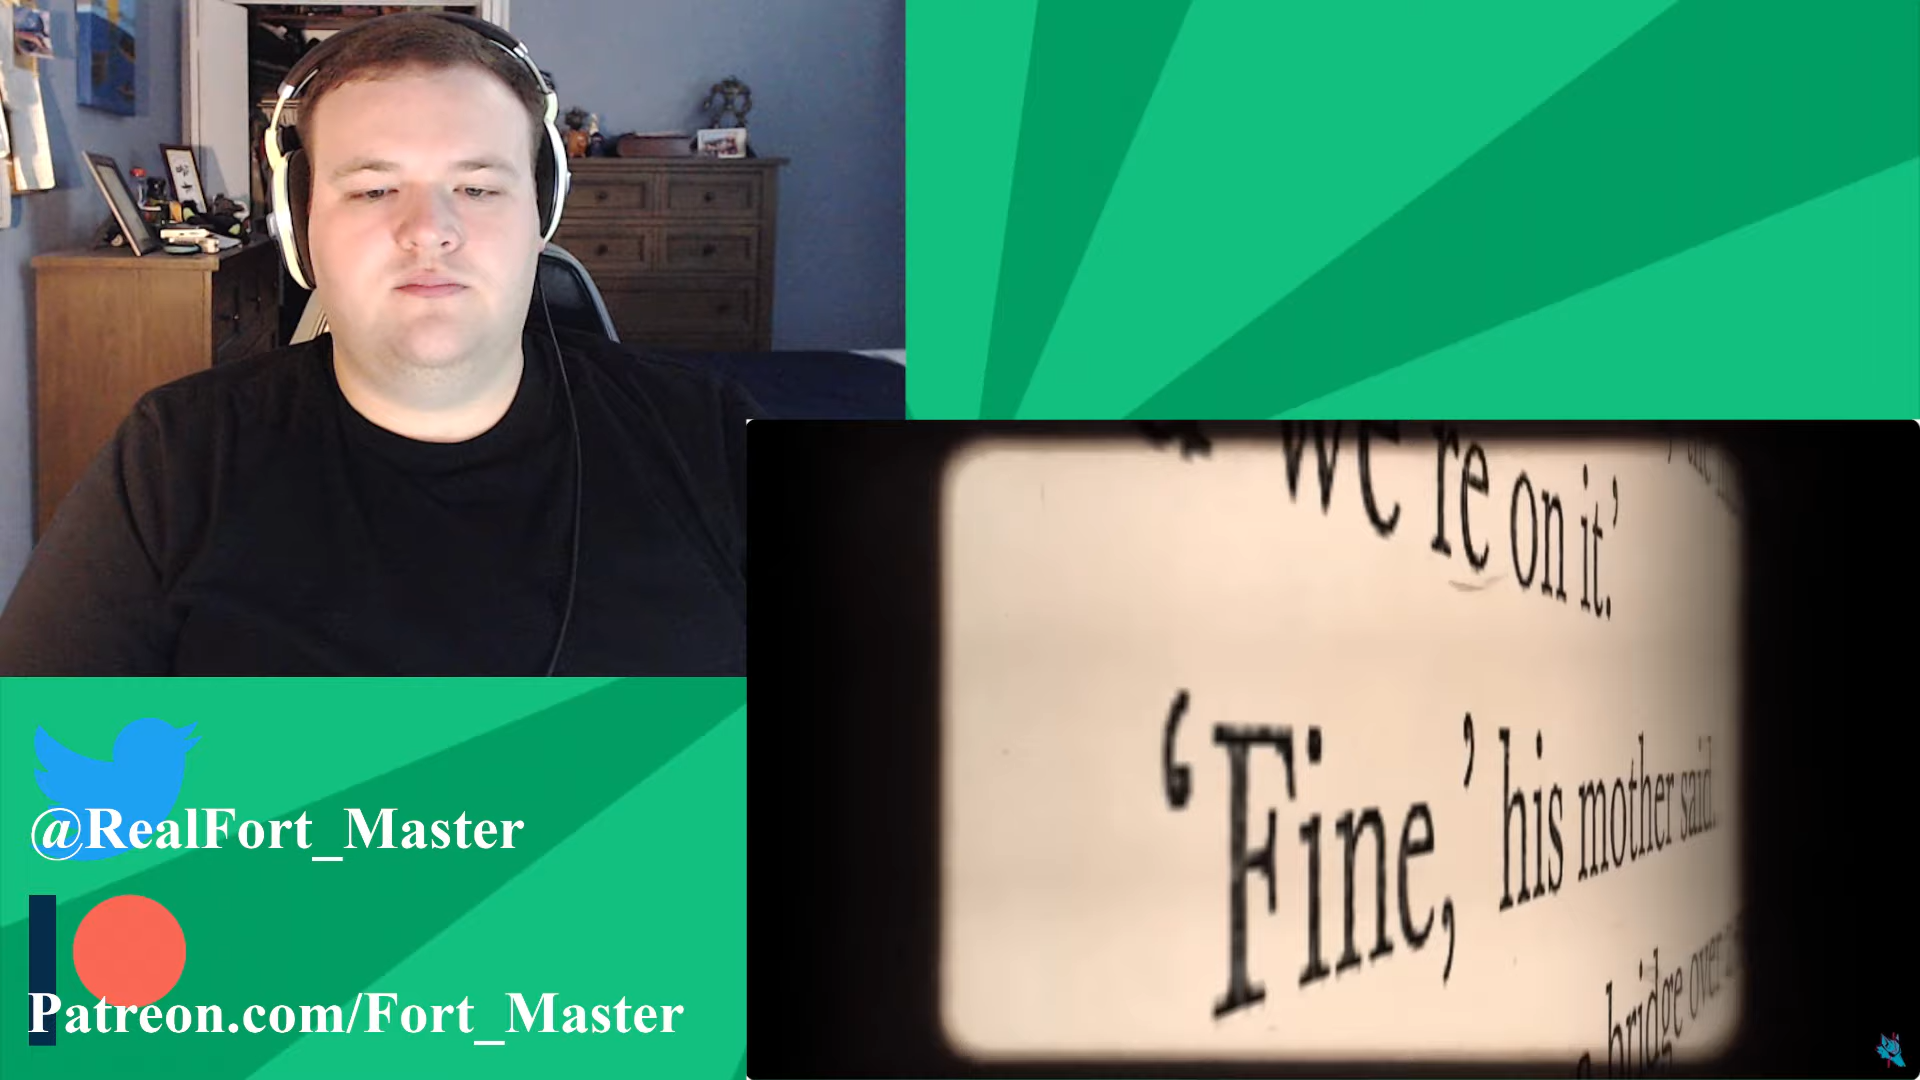 we're on it.'
'Fine,' his mother said.
bridge over
@RealFort_Master
Patreon.com/Fort_Master